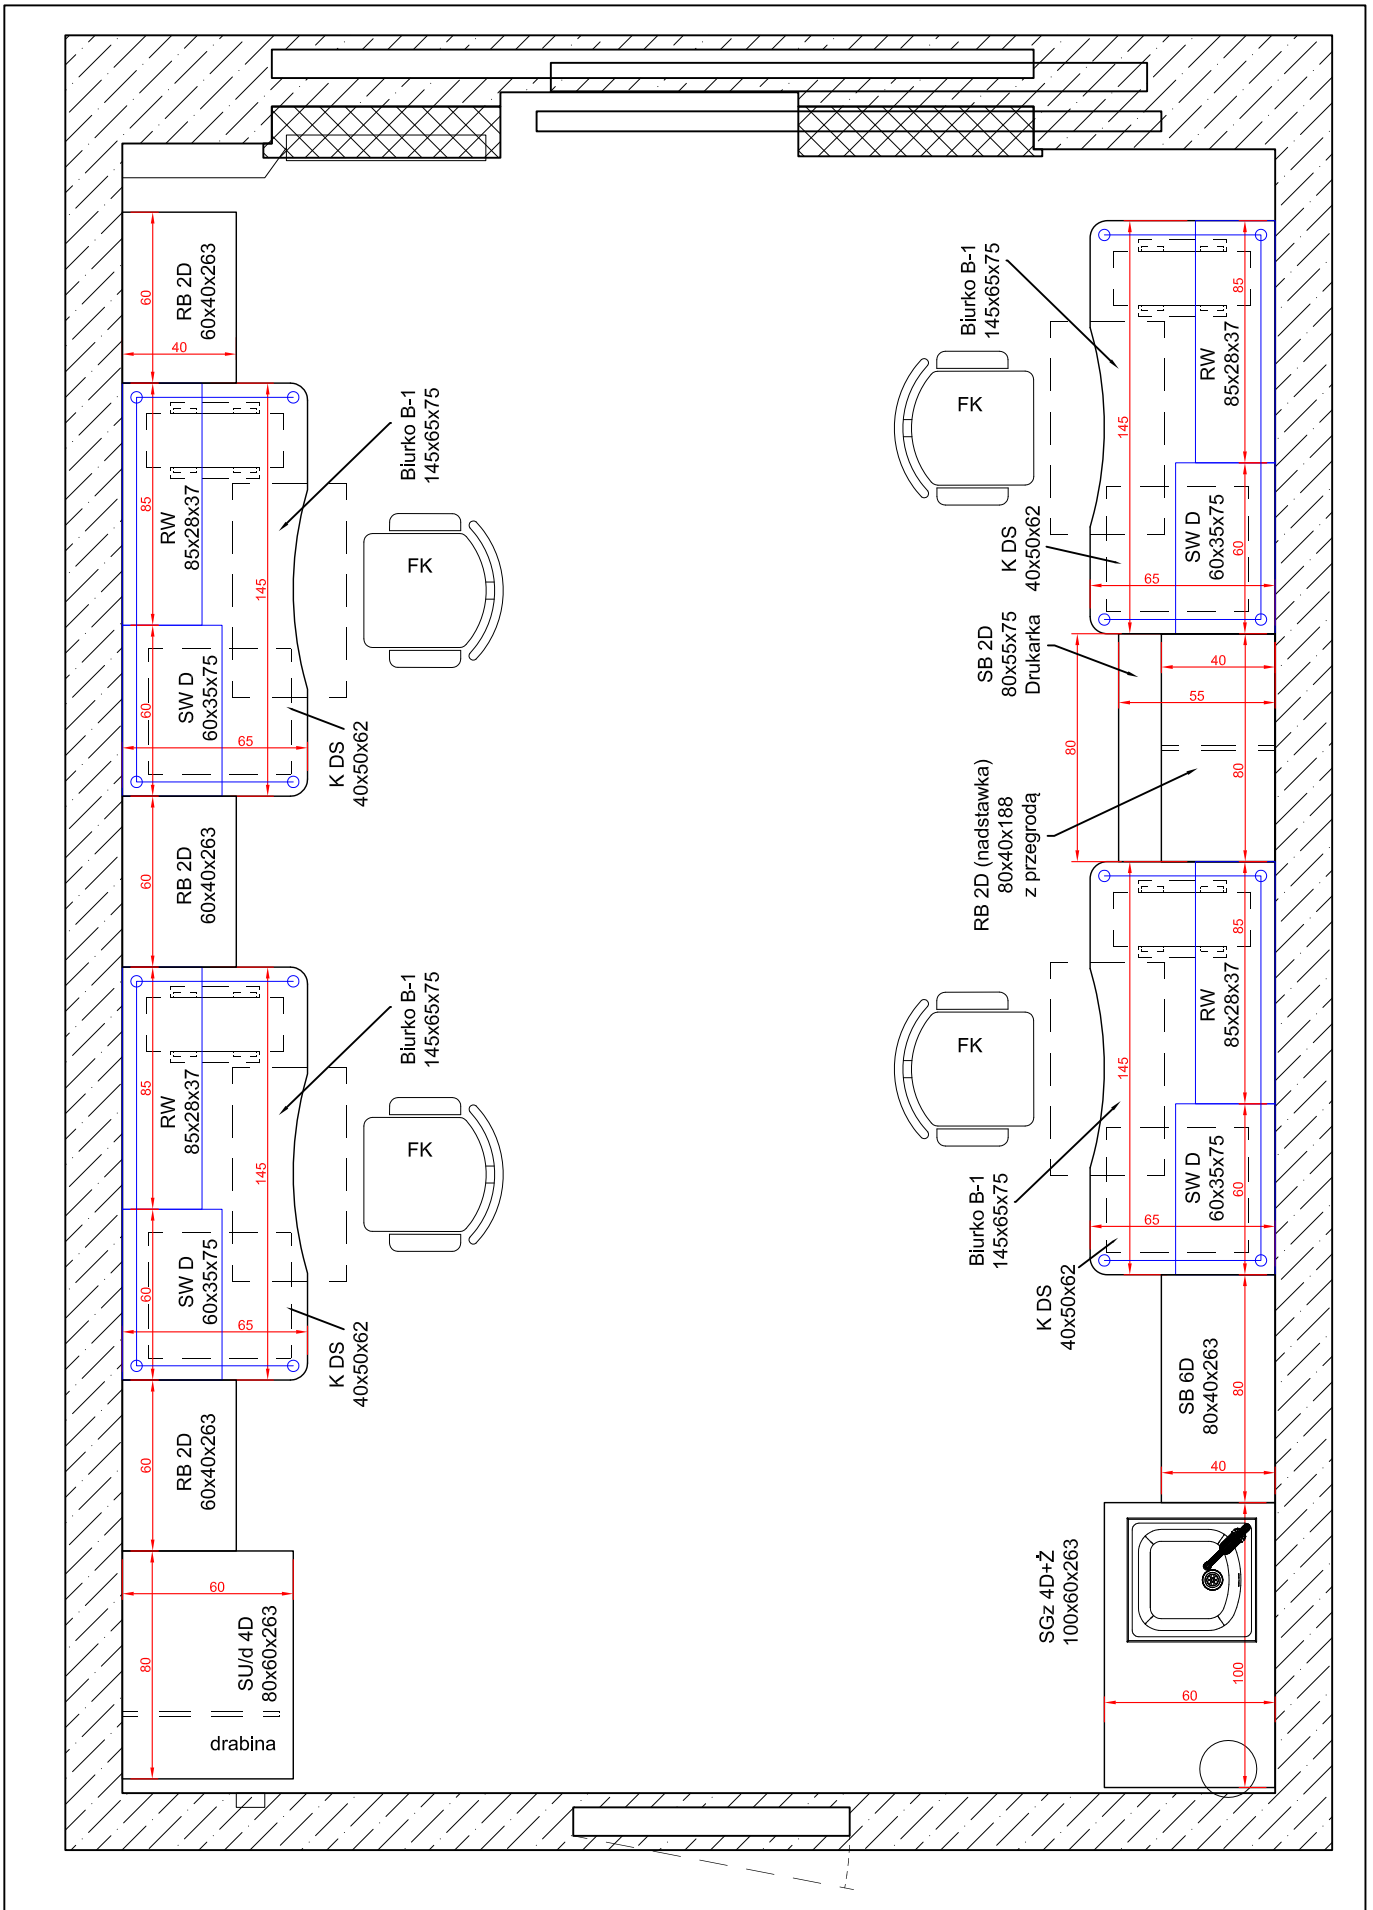 RB 2D
60x40x263
60
40
Biurko B-1
145x65x75
RW
85x28x37
85
145
FK
SW D
60x35x75
60
65
K DS
40x50x62
RB 2D
60x40x263
60
Biurko B-1
145x65x75
RW
85x28x37
85
145
FK
SW D
60x35x75
60
65
K DS
40x50x62
RB 2D
60x40x263
60
SU/d 4D
80x60x263
60
80
drabina
Biurko B-1
145x65x75
85
RW
85x28x37
145
FK
K DS
40x50x62
SW D
60x35x75
60
65
SB 2D
80x55x75
Drukarka
40
55
80
80
RB 2D (nadstawka)
80x40x188
z przegrodą
85
RW
85x28x37
145
FK
Biurko B-1
145x65x75
SW D
60x35x75
60
65
K DS
40x50x62
SB 6D
80x40x263
80
40
SGz 4D+Ż
100x60x263
100
60